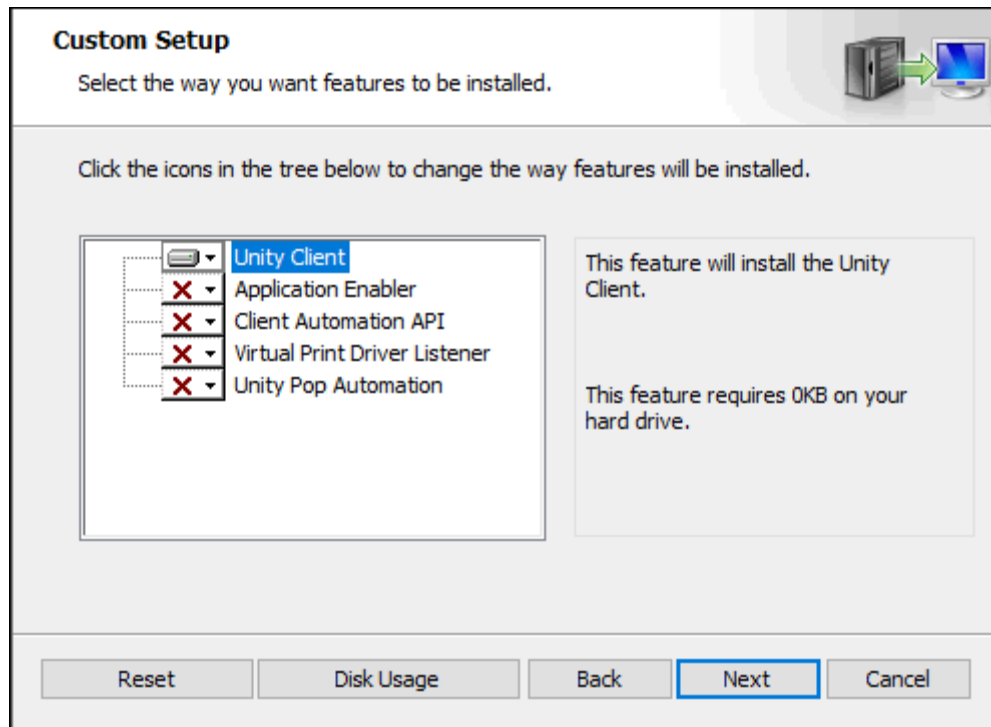 Custom Setup
Select the way you want features to be installed.
Click the icons in the tree below to change the way features will be installed.
Unity Client
Application Enabler
Client Automation API
Virtual Print Driver Listener
Unity Pop Automation
This feature will install the Unity
Client.
This feature requires 0KB on your
hard drive.
Reset
Disk Usage
Back
Next
Cancel